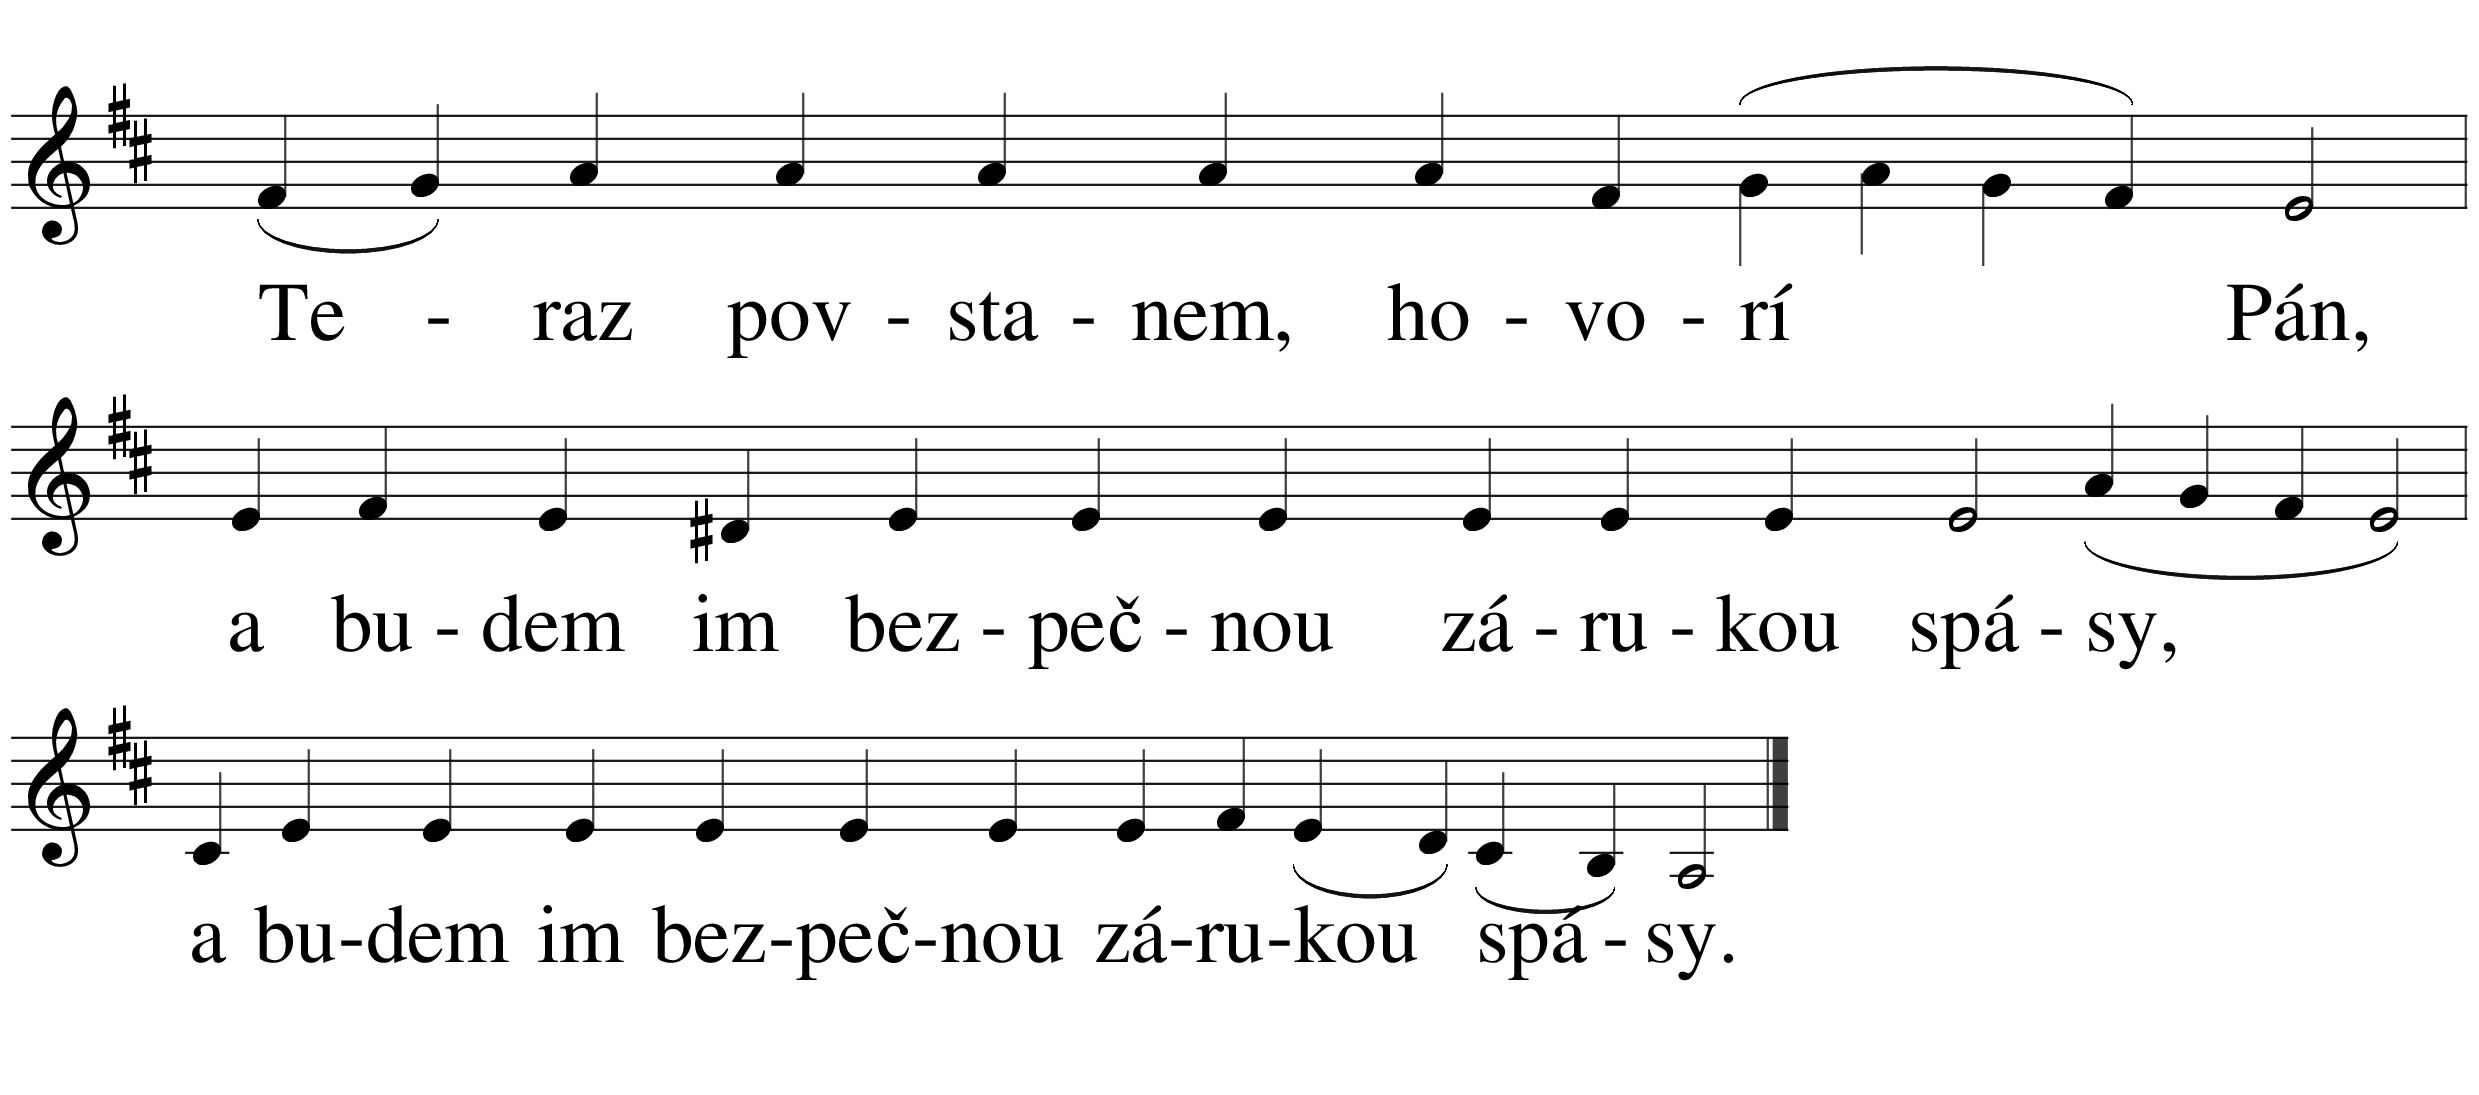 Te - raz pov - sta - nem, ho - vo - rí Pán,
a bu - dem im bez - peč - nou zá - ru - kou spá - sy,
a bu-dem im bez-peč-nou zá-ru-kou spá - sy.